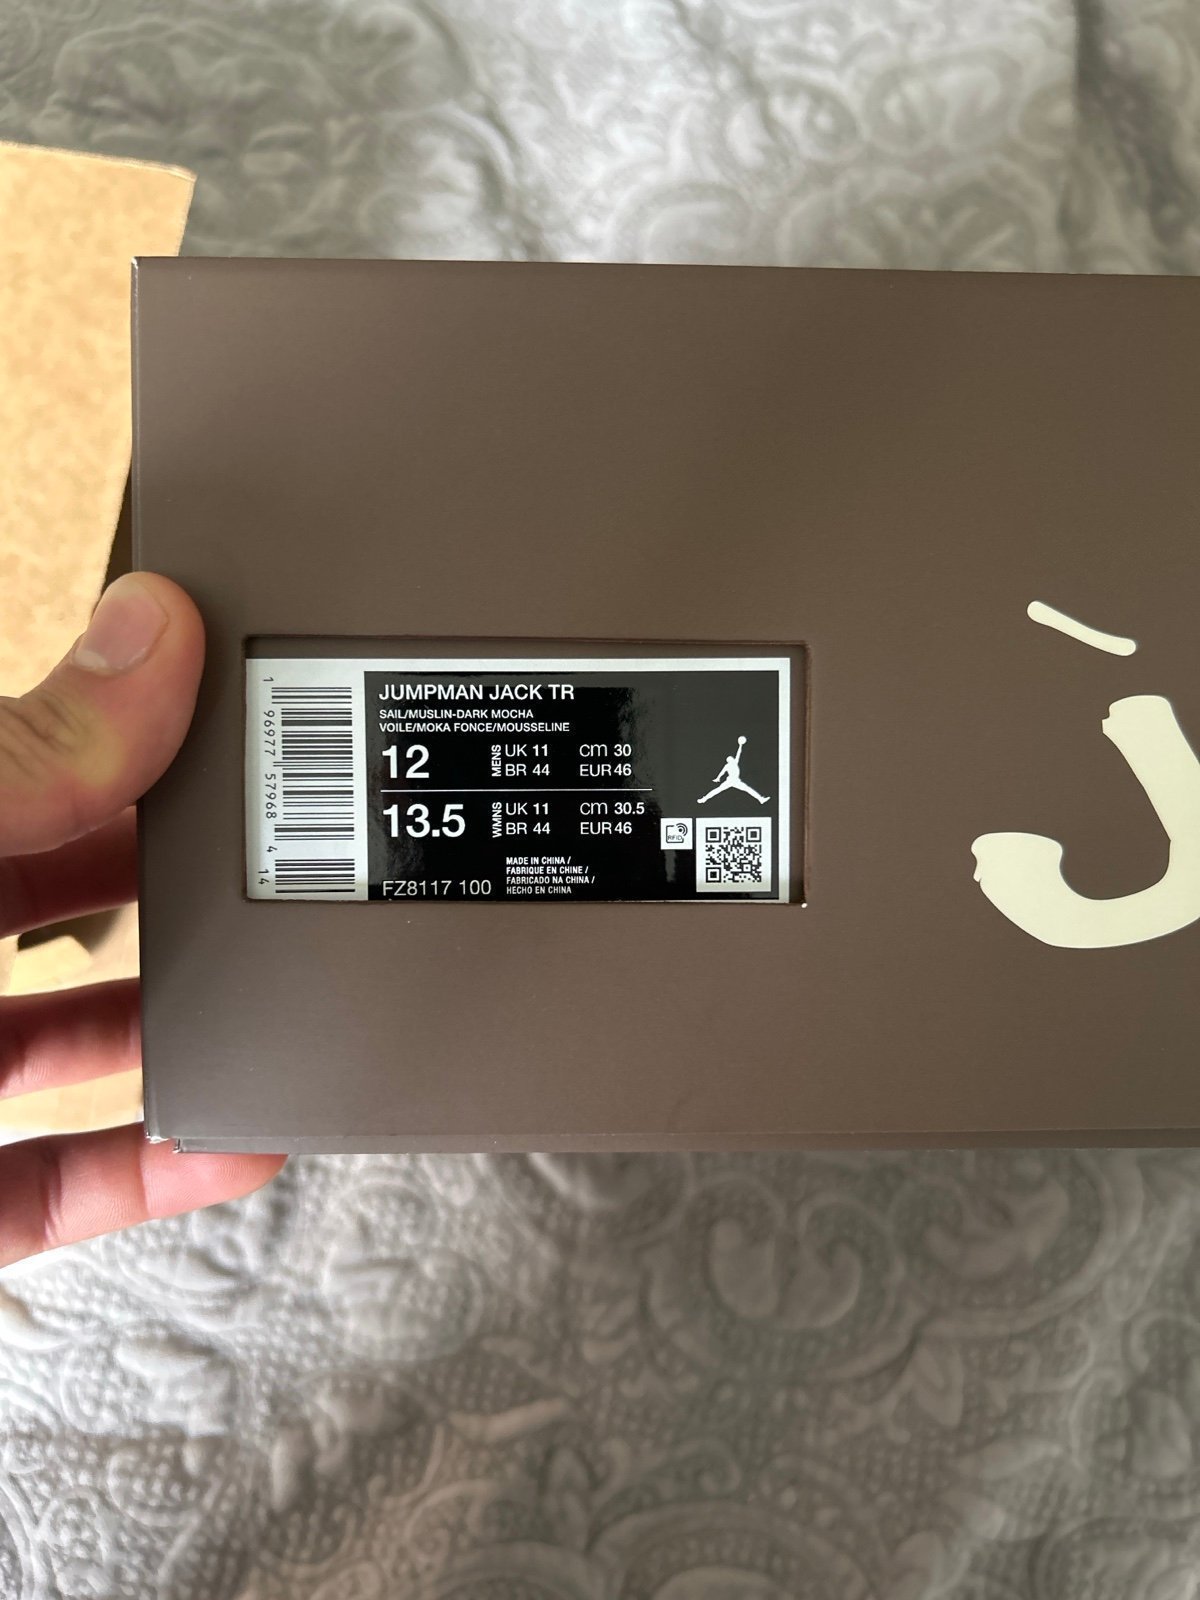 JUMPMAN JACK TR
SAIL/MUSLIN-DARK MOCHA
VOILE/MOKA FONCE/MOUSSELINE
12 MENS UK 11 cm 30
BR 44 EUR 46
13.5 WMNS UK 11 cm 30.5
BR 44 EUR 46
MADE IN CHINA /
FABRIQUE EN CHINE /
FABRICADO NA CHINA /
HECHO EN CHINA
FZ8117 100
RFID
1 96977 57968 4 14
J